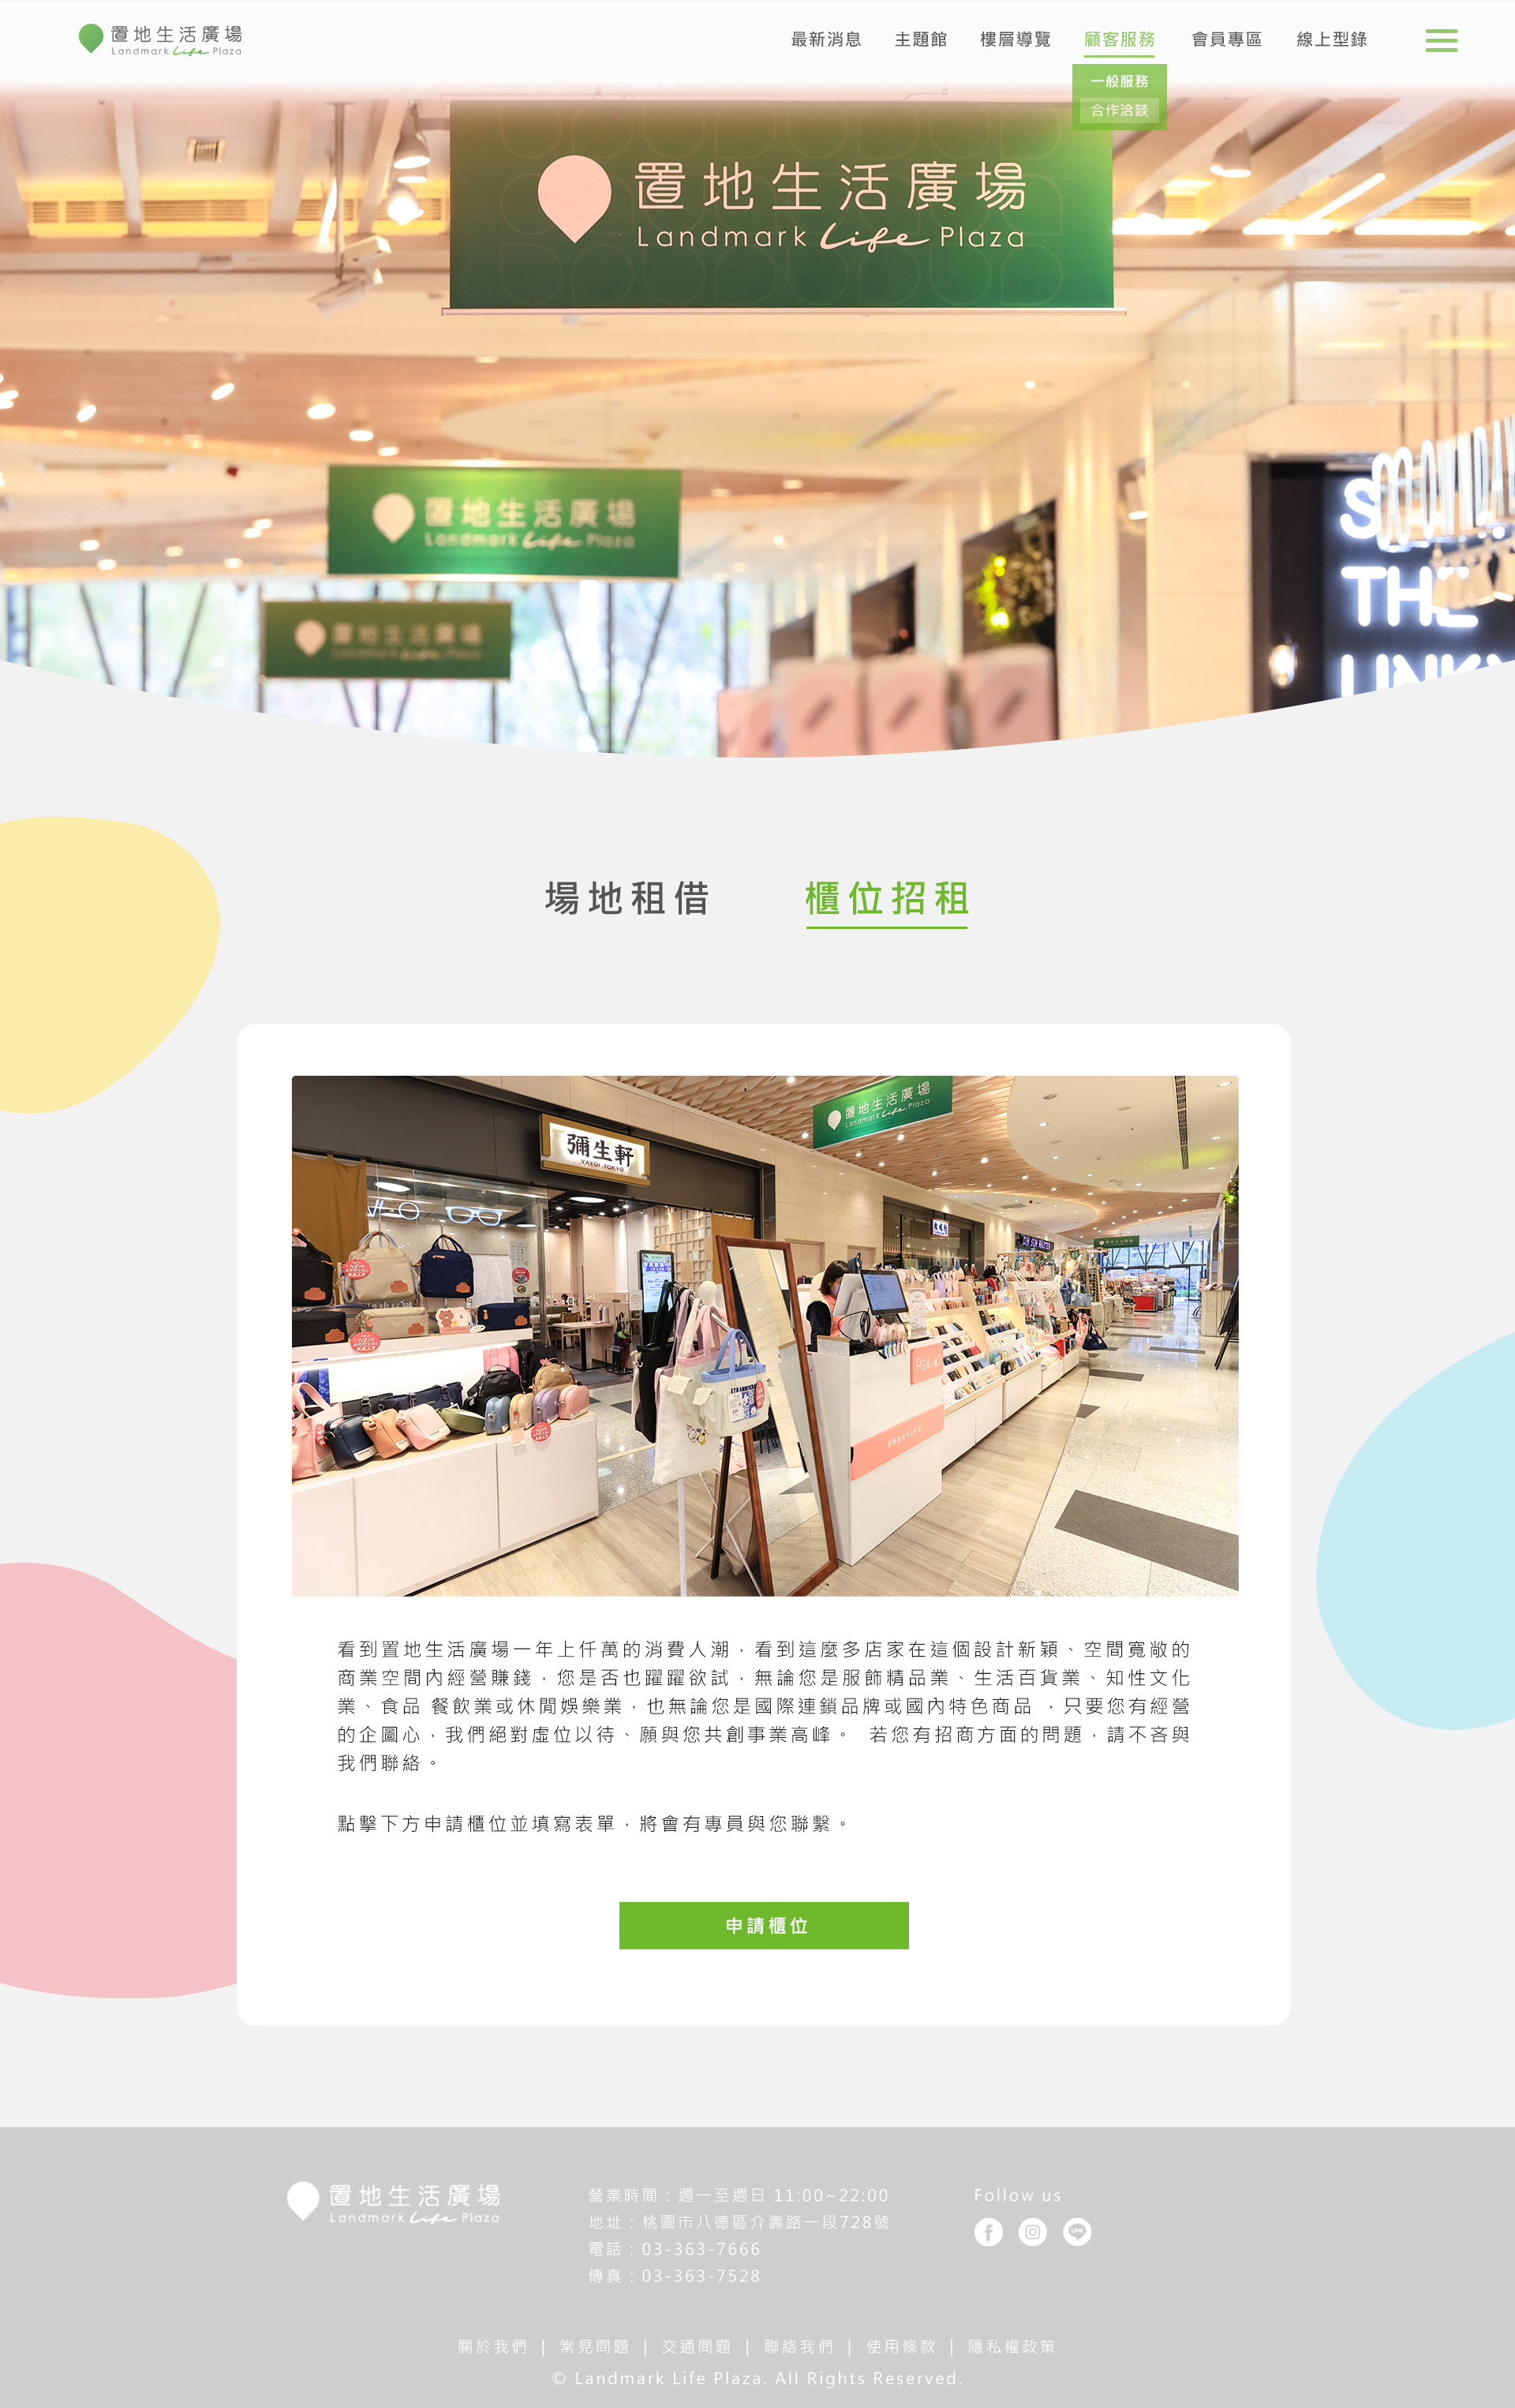 置地生活廣場
Landmark Life Plaza
最新消息 主題館 樓層導覽 顧客服務 會員專區 線上型錄
一般服務
合作洽談
置地生活廣場
Landmark Life Plaza
置地生活廣場
Landmark Life Plaza
置地生活廣場
Landmark Life Plaza
THE
場地租借 櫃位招租
置地生活廣場
Landmark Life Plaza
彌生軒
YAYOI TOKYO
NEW ARRIVAL
NEW ARRIVAL
看到置地生活廣場一年上仟萬的消費人潮，看到這麼多店家在這個設計新穎、空間寬敞的
商業空間內經營賺錢，您是否也躍躍欲試，無論您是服飾精品業、生活百貨業、知性文化
業、食品 餐飲業或休閒娛樂業，也無論您是國際連鎖品牌或國內特色商品 ，只要您有經營
的企圖心，我們絕對虛位以待、願與您共創事業高峰。 若您有招商方面的問題，請不吝與
我們聯絡。
點擊下方申請櫃位並填寫表單，將會有專員與您聯繫。
申請櫃位
置地生活廣場
Landmark Life Plaza
營業時間：週一至週日 11:00~22:00
地址：桃園市八德區介壽路一段728號
電話：03-363-7666
傳真：03-363-7528
Follow us
LINE
關於我們 | 常見問題 | 交通問題 | 聯絡我們 | 使用條款 | 隱私權政策
© Landmark Life Plaza. All Rights Reserved.